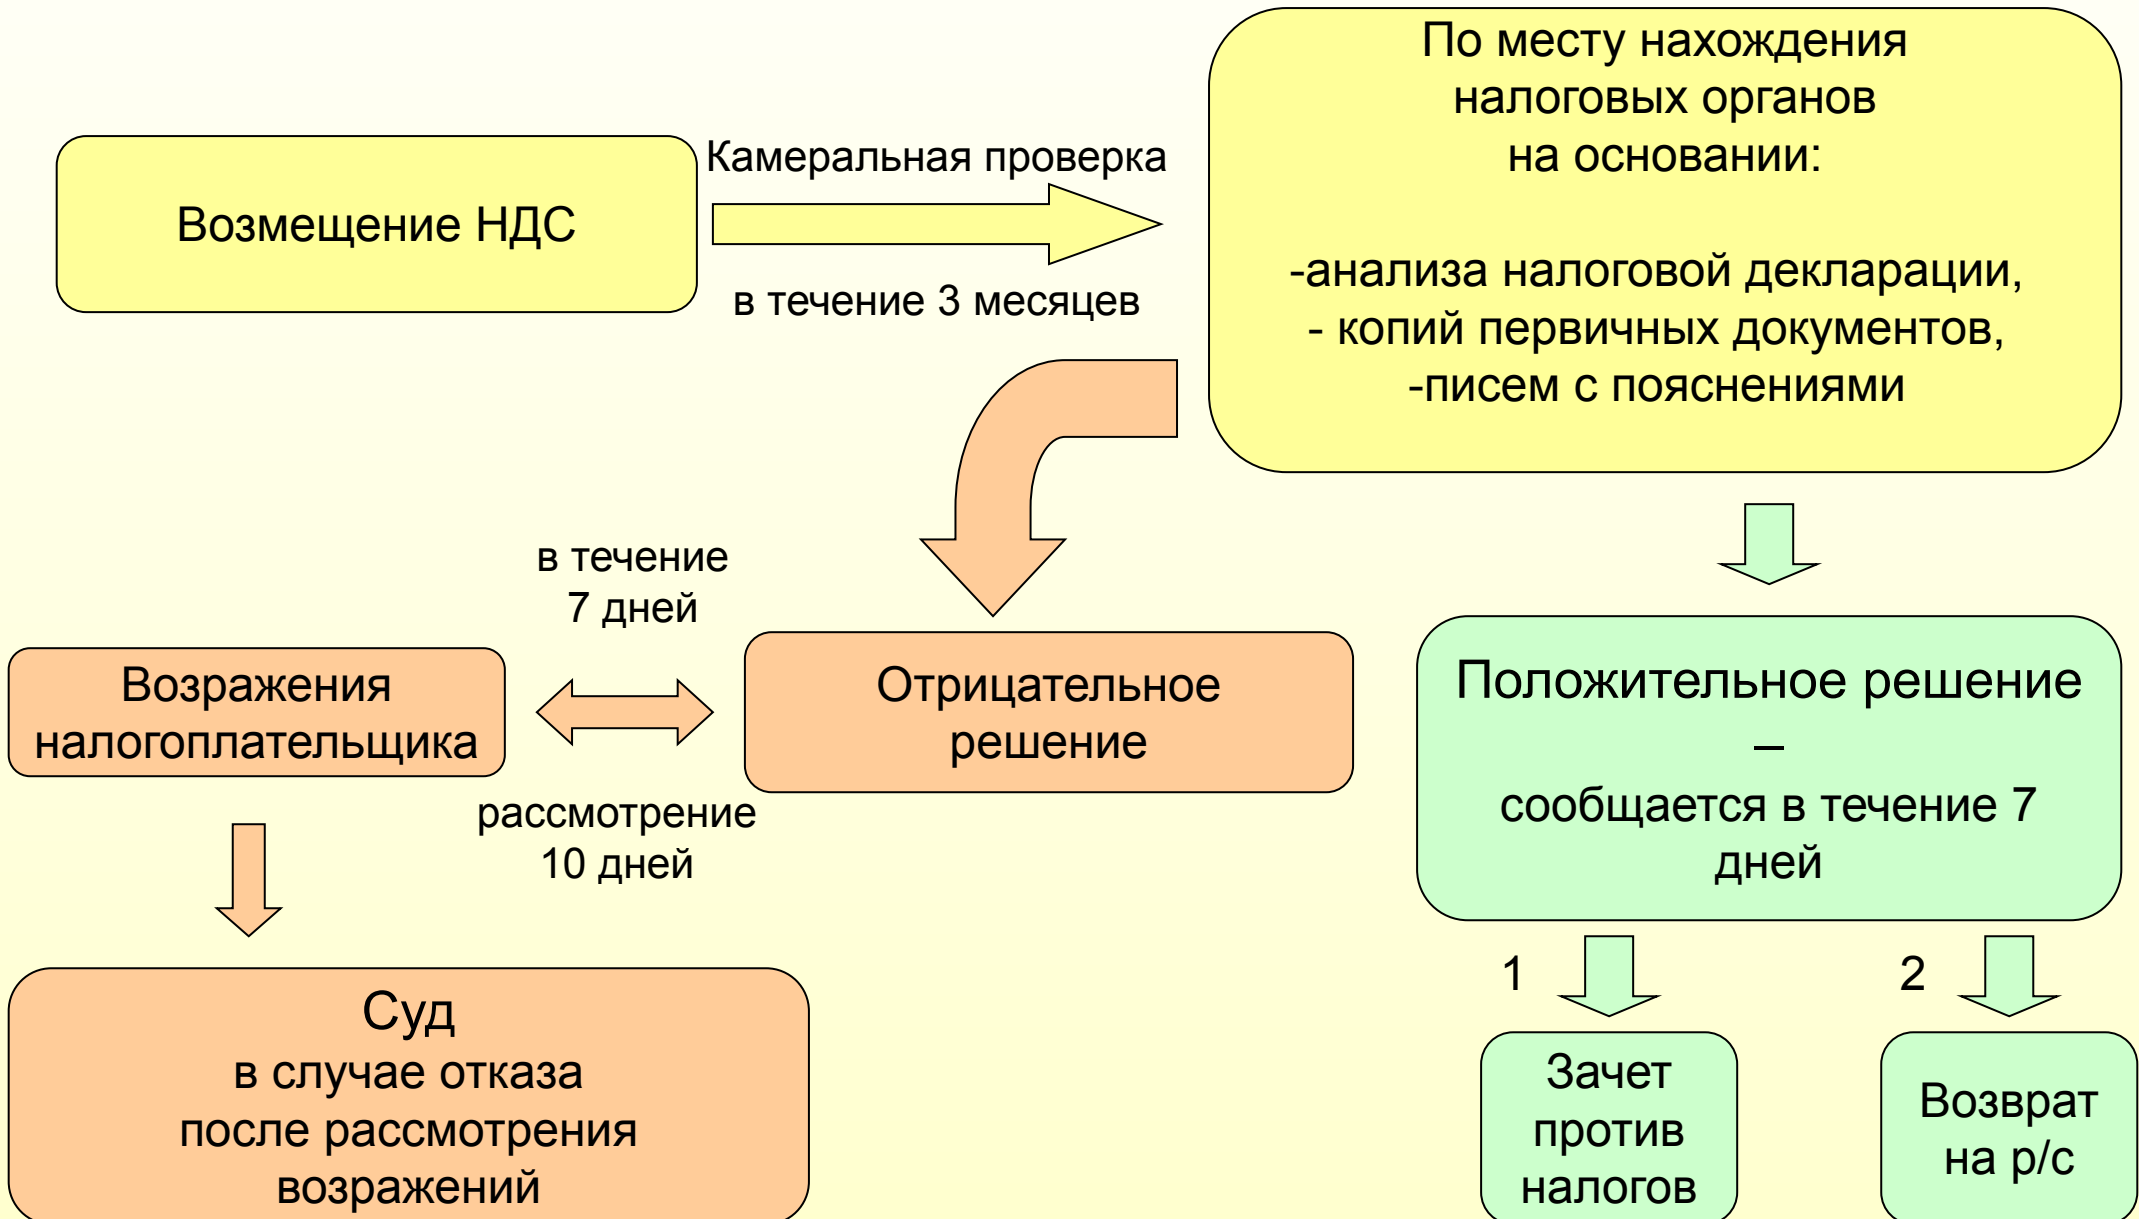 По месту нахождения
налоговых органов
на основании:
-анализа налоговой декларации,
- копий первичных документов,
-писем с пояснениями
Возмещение НДС
Камеральная проверка
в течение 3 месяцев
в течение
7 дней
Возражения
налогоплательщика
Отрицательное
решение
рассмотрение
10 дней
Положительное решение
–
сообщается в течение 7
дней
Суд
в случае отказа
после рассмотрения
возражений
1
2
Зачет
против
налогов
Возврат
на р/с